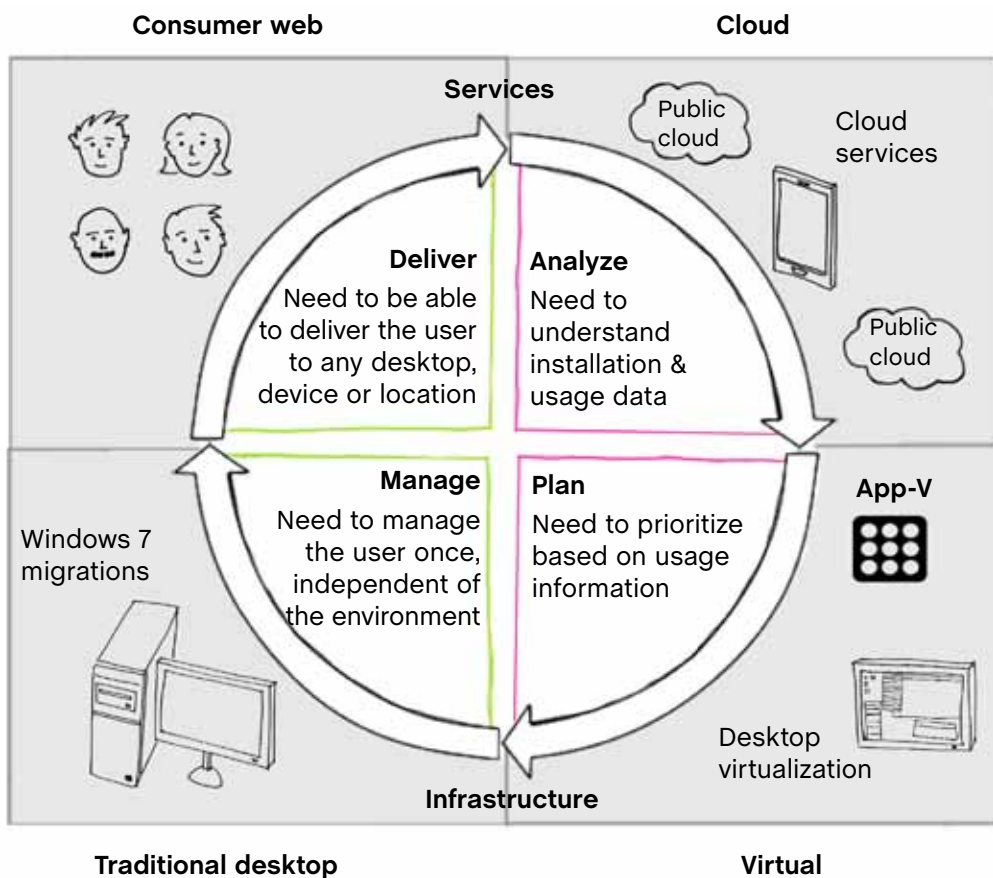 Consumer web
Cloud
Services
Public
cloud
Cloud
services
Deliver
Need to be able
to deliver the user
to any desktop,
device or location
Analyze
Need to
understand
installation &
usage data
Public
cloud
Manage
Need to manage
the user once,
independent of
the environment
Plan
Need to prioritize
based on usage
information
App-V
Windows 7
migrations
Desktop
virtualization
Infrastructure
Traditional desktop
Virtual